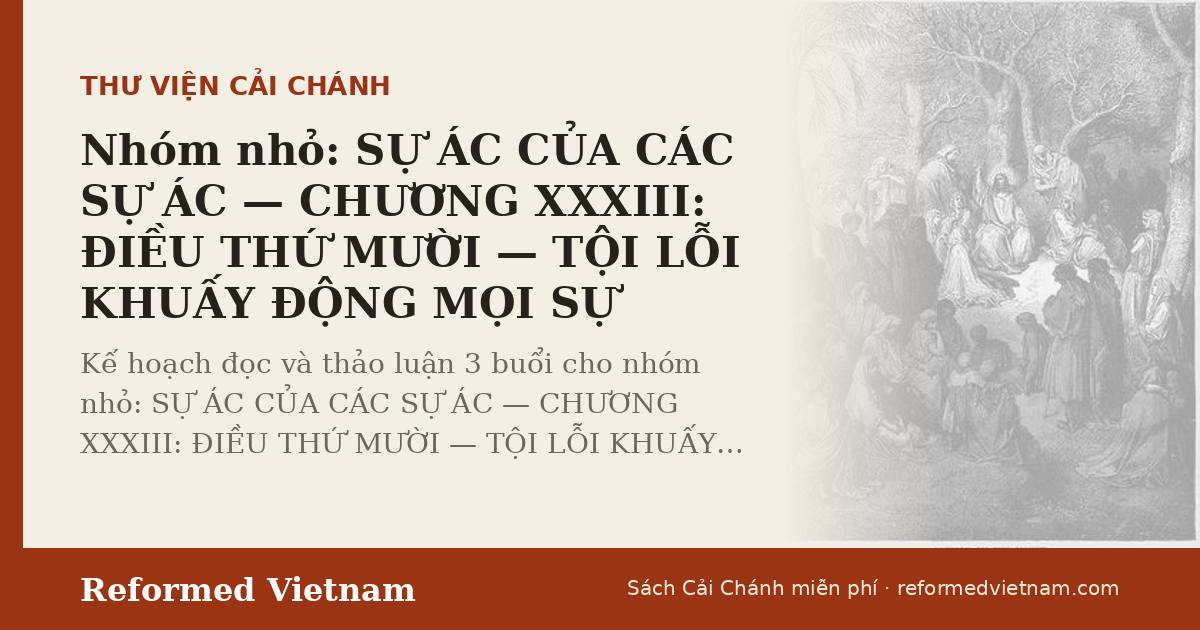 THƯ VIỆN CẢI CHÁNH
Nhóm nhỏ: SỰ ÁC CỦA CÁC
SỰ ÁC — CHƯƠNG XXXIII:
ĐIỀU THỨ MƯỜI — TỘI LỖI
KHUẤY ĐỘNG MỌI SỰ
Kế hoạch đọc và thảo luận 3 buổi cho nhóm
nhỏ: SỰ ÁC CỦA CÁC SỰ ÁC — CHƯƠNG
XXXIII: ĐIỀU THỨ MƯỜI — TỘI LỖI KHUẤY...
Reformed Vietnam
Sách Cải Chánh miễn phí · reformedvietnam.com